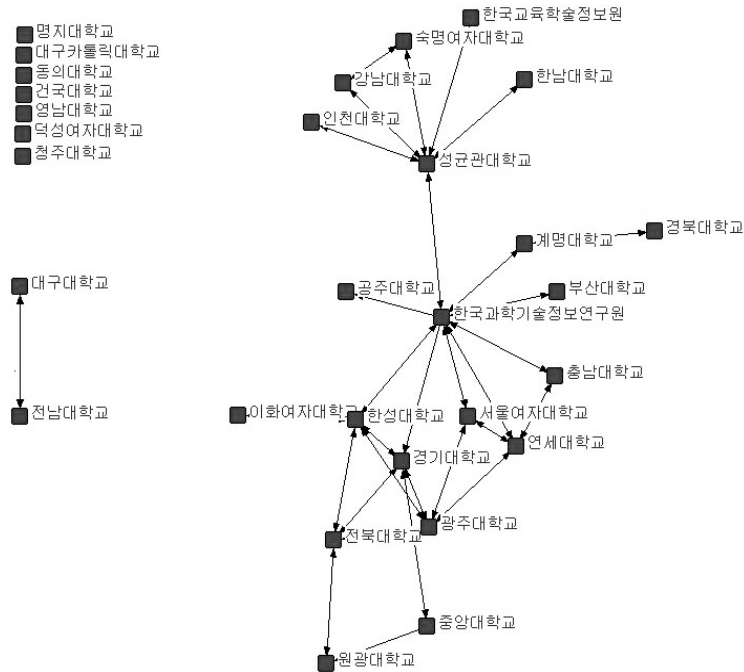 명지대학교
대구카톨릭대학교
동의대학교
건국대학교
영남대학교
덕성여자대학교
청주대학교
한국교육학술정보원
숙명여자대학교
강남대학교
한남대학교
인천대학교
성균관대학교
계명대학교
경북대학교
대구대학교
공주대학교
부산대학교
한국과학기술정보연구원
충남대학교
전남대학교
이화여자대학교
한성대학교
서울여자대학교
연세대학교
경기대학교
광주대학교
전북대학교
중앙대학교
원광대학교